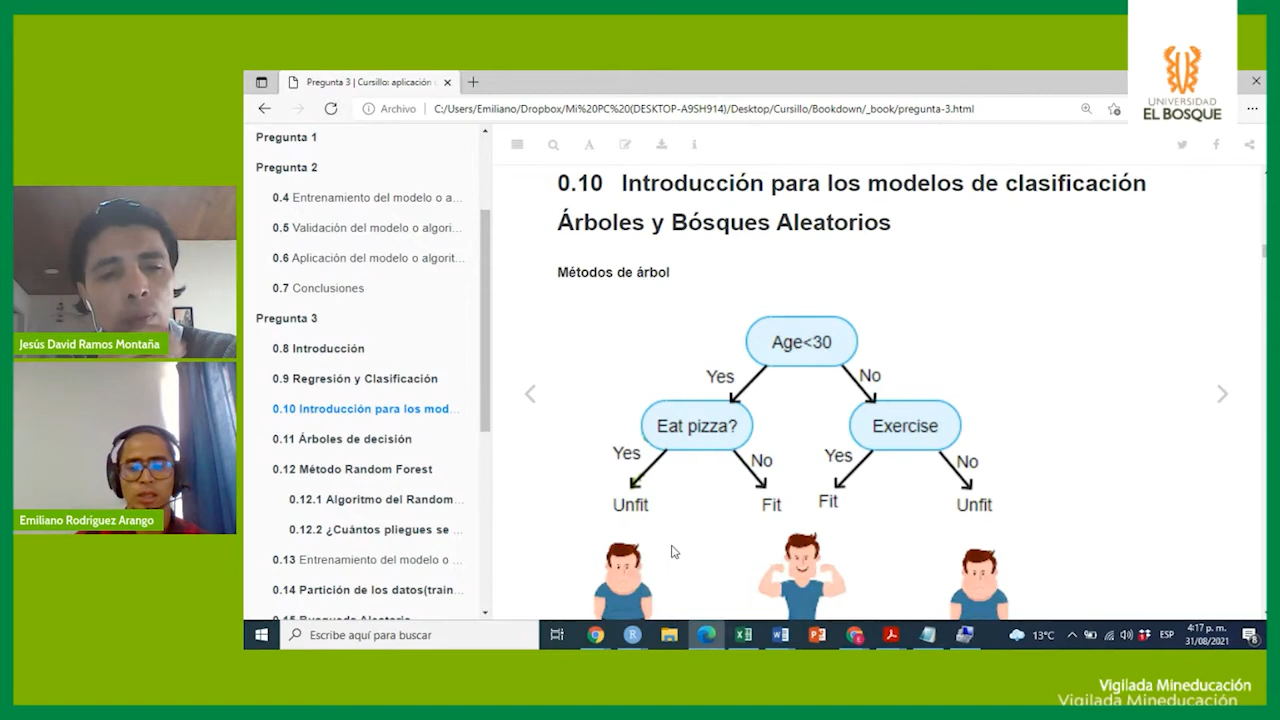 UNIVERSIDAD
EL BOSQUE
Pregunta 3 | Cursillo: aplicación
Archivo
C:/Users/Emiliano/Dropbox/Mi%20PC%20(DESKTOP-A9SH914)/Desktop/Cursillo/Bookdown/_book/pregunta-3.html
Pregunta 1
Pregunta 2
0.4 Entrenamiento del modelo o a...
0.5 Validación del modelo o algori...
0.6 Aplicación del modelo o algorit...
0.7 Conclusiones
Pregunta 3
0.8 Introducción
0.9 Regresión y Clasificación
0.10 Introducción para los mod...
0.11 Árboles de decisión
0.12 Método Random Forest
0.12.1 Algoritmo del Random...
0.12.2 ¿Cuántos pliegues se ...
0.13 Entrenamiento del modelo o ...
0.14 Partición de los datos(train...
0.10 Introducción para los modelos de clasificación
Árboles y Bósques Aleatorios
Métodos de árbol
Age<30
Yes
No
Eat pizza?
Exercise
Yes
No
Yes
No
Unfit
Fit
Fit
Unfit
Jesús David Ramos Montaña
Emiliano Rodriguez Arango
Escribe aquí para buscar
13°C
ESP
4:17 p. m.
31/08/2021
Vigilada Mineducación
Vigilada Mineducación